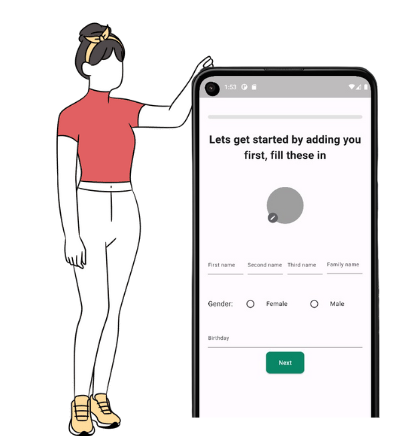 1:53
Lets get started by adding you
first, fill these in
First name Second name Third name Family name
Gender: Female Male
Birthday
Next